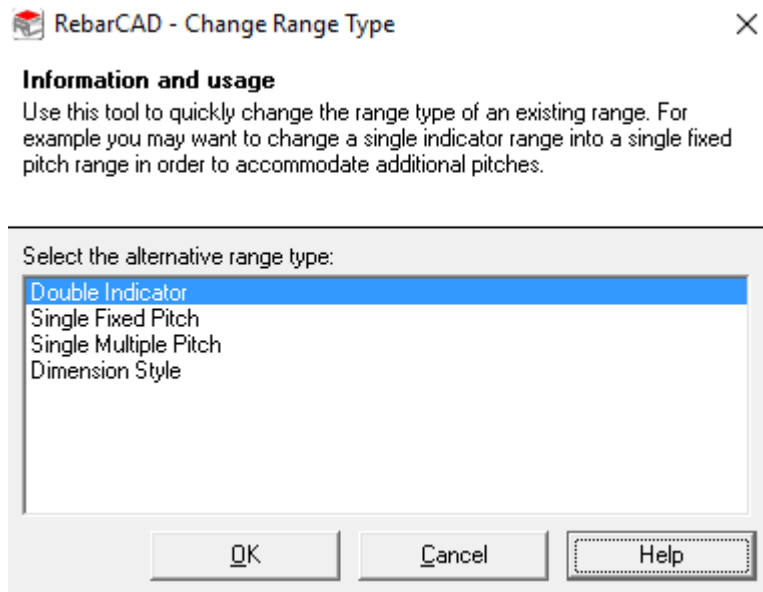 RebarCAD - Change Range Type
Information and usage
Use this tool to quickly change the range type of an existing range. For
example you may want to change a single indicator range into a single fixed
pitch range in order to accommodate additional pitches.
Select the alternative range type:
Double Indicator
Single Fixed Pitch
Single Multiple Pitch
Dimension Style
OK Cancel Help